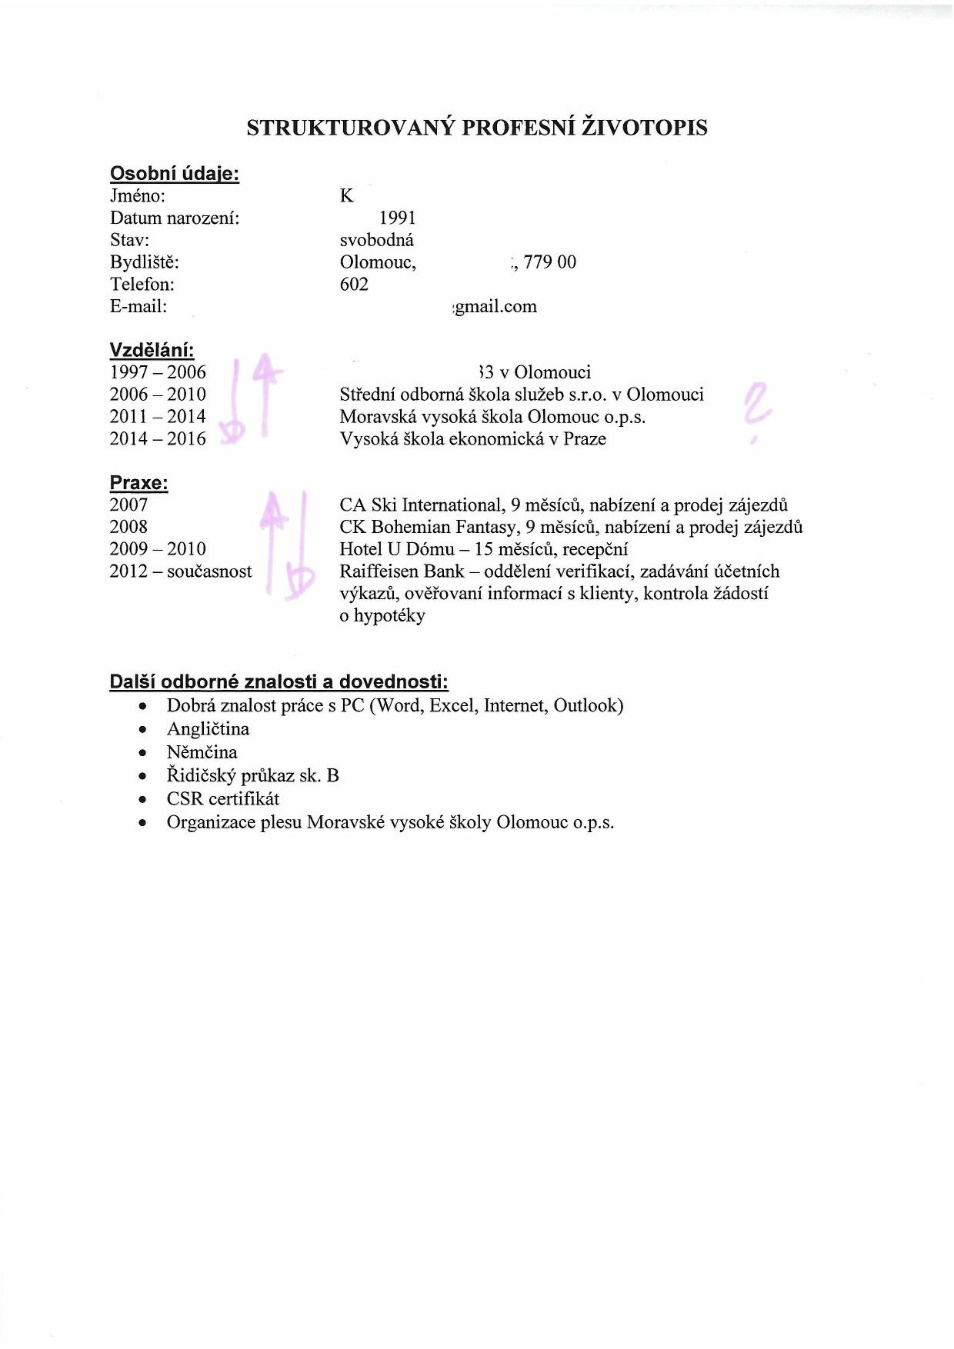 STRUKTUROVANÝ PROFESNÍ ŽIVOTOPIS
Osobní údaje:
Jméno: K
Datum narození: 1991
Stav: svobodná
Bydliště: Olomouc, ., 779 00
Telefon: 602
E-mail: gmail.com
Vzdělání:
1997 – 2006 3 v Olomouci
2006 – 2010 Střední odborná škola služeb s.r.o. v Olomouci
2011 – 2014 Moravská vysoká škola Olomouc o.p.s. ?
2014 – 2016 Vysoká škola ekonomická v Praze
Praxe:
2007 CA Ski International, 9 měsíců, nabízení a prodej zájezdů
2008 CK Bohemian Fantasy, 9 měsíců, nabízení a prodej zájezdů
2009 – 2010 Hotel U Dómu – 15 měsíců, recepční
2012 – současnost Raiffeisen Bank – oddělení verifikací, zadávání účetních
výkazů, ověřovaní informací s klienty, kontrola žádostí
o hypotéky
Další odborné znalosti a dovednosti:
• Dobrá znalost práce s PC (Word, Excel, Internet, Outlook)
• Angličtina
• Němčina
• Řidičský průkaz sk. B
• CSR certifikát
• Organizace plesu Moravské vysoké školy Olomouc o.p.s.